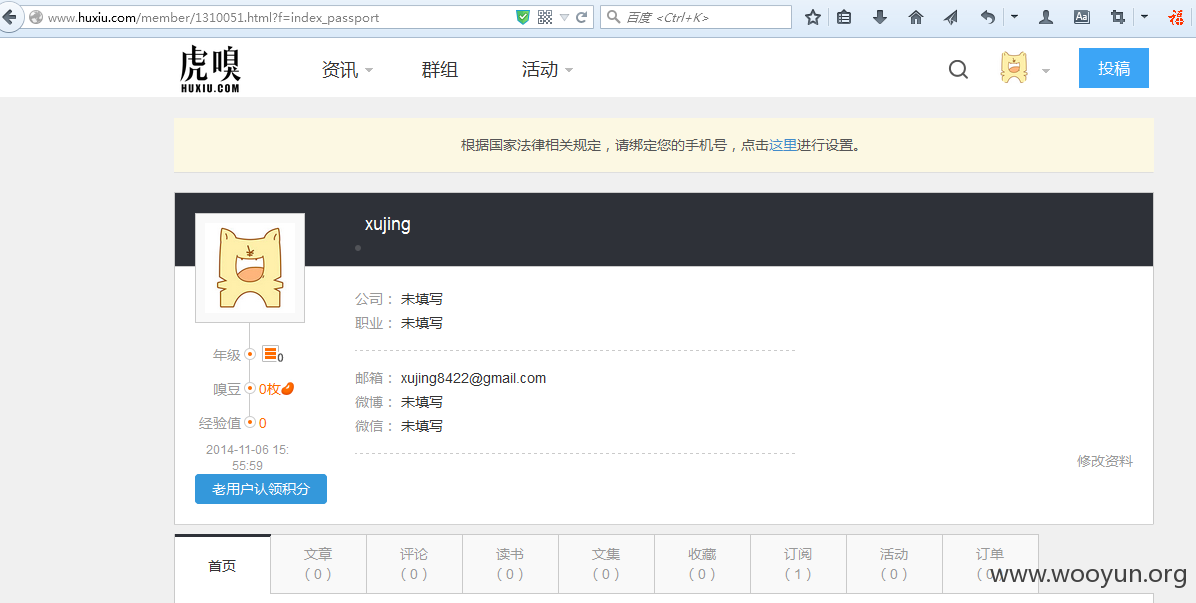 www.huxiu.com/member/1310051.html?f=index_passport
百度 <Ctrl+K>
Aa
福
虎嗅
HUXIU.COM
资讯
群组
活动
投稿
根据国家法律相关规定，请绑定您的手机号，点击这里进行设置。
xujing
公司： 未填写
职业： 未填写
年级 0
邮箱： xujing8422@gmail.com
嗅豆 0枚
微博： 未填写
经验值 0
微信： 未填写
2014-11-06 15:
55:59
修改资料
老用户认领积分
首页
文章
（0）
评论
（0）
读书
（0）
文集
（0）
收藏
（0）
订阅
（1）
活动
（0）
订单
www.wooyun.org